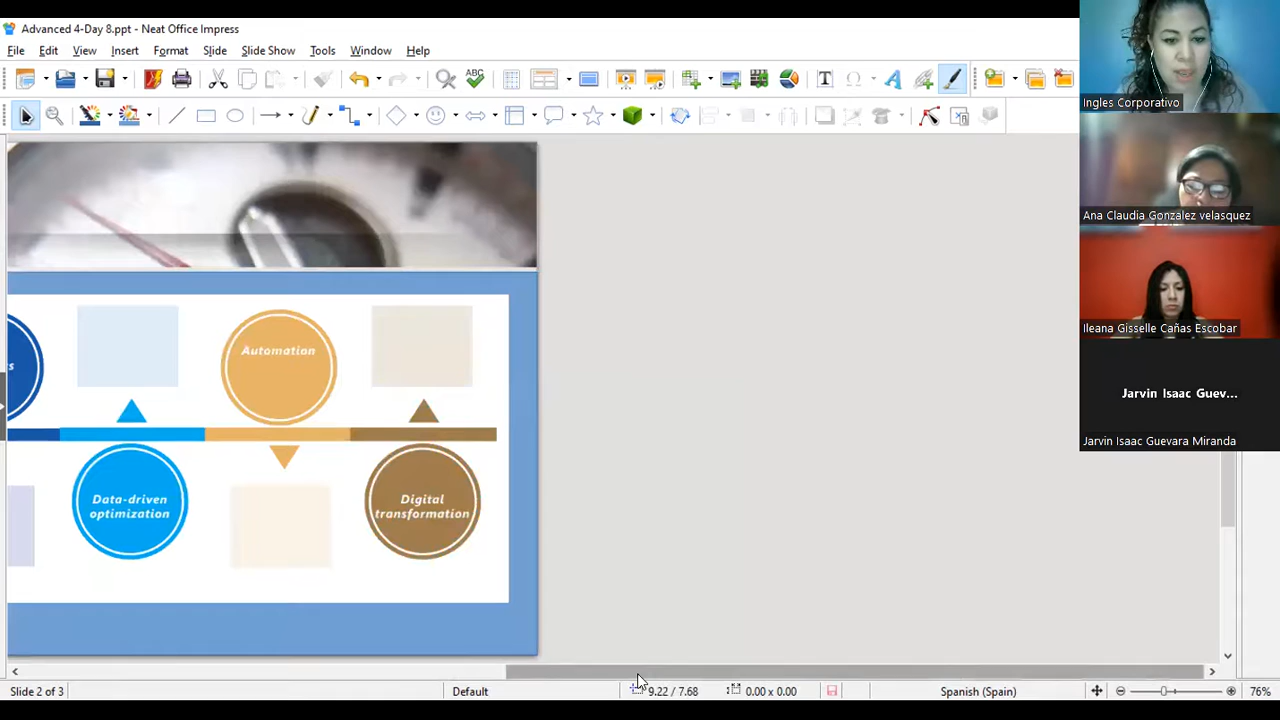 Advanced 4-Day 8.ppt - Neat Office Impress
File Edit View Insert Format Slide Slide Show Tools Window Help
ABC
T
Ingles Corporativo
Ana Claudia Gonzalez velasquez
Ileana Gisselle Cañas Escobar
Jarvin Isaac Guev...
Jarvin Isaac Guevara Miranda
Automation
Data-driven
optimization
Digital
transformation
Slide 2 of 3
Default
9.22 / 7.68
0.00 x 0.00
Spanish (Spain)
76%